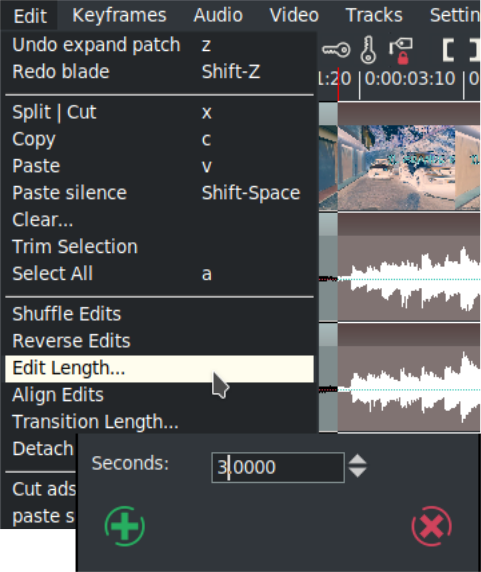 Edit Keyframes Audio Video Tracks Settin
Undo expand patch z
Redo blade Shift-Z
1:20 0:00:03:10 0
Split | Cut x
Copy c
Paste v
Paste silence Shift-Space
Clear...
Trim Selection
Select All a
Shuffle Edits
Reverse Edits
Edit Length...
Align Edits
Transition Length...
Detach
Cut ads
paste s
Seconds: 3.0000